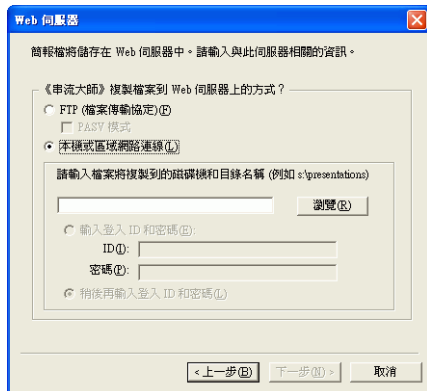 Web 伺服器
簡報檔將儲存在 Web 伺服器中。請輸入與此伺服器相關的資訊。
《串流大師》複製檔案到 Web 伺服器上的方式？
FTP (檔案傳輸協定)(F)
PASV 模式
本機或區域網路連線(L)
請輸入檔案將複製到的磁碟機和目錄名稱 (例如 s:\presentations)
瀏覽(R)
輸入登入 ID 和密碼(E):
ID(I):
密碼(P):
稍後再輸入登入 ID 和密碼(L)
<上一步(B) 下一步(N) > 取消